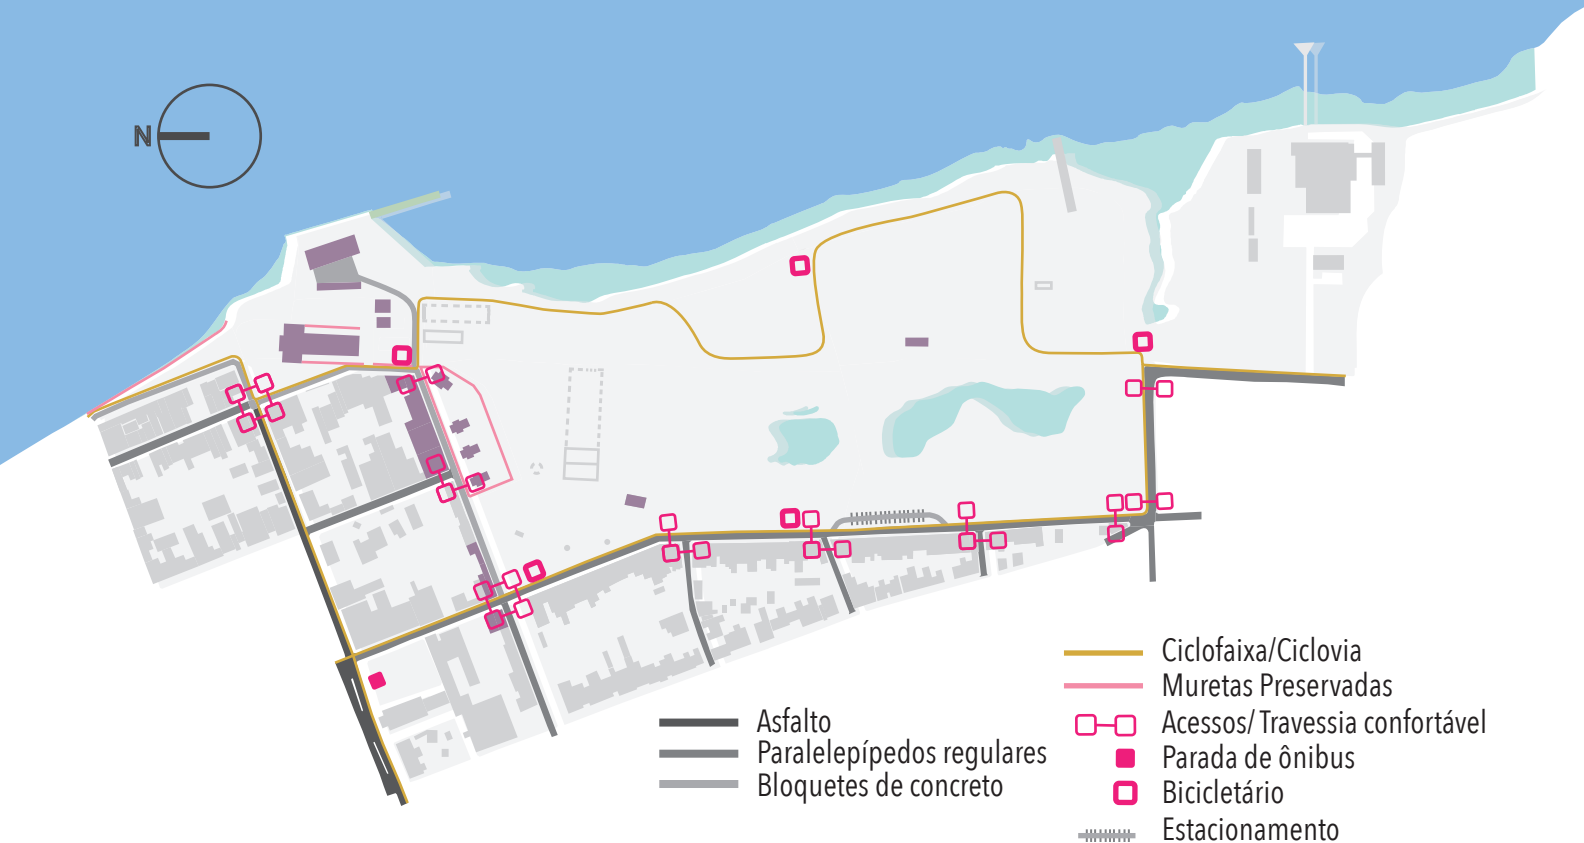 N
Asfalto
Paralelepípedos regulares
Bloquetes de concreto
Ciclofaixa/Ciclovia
Muretas Preservadas
Acessos/ Travessia confortável
Parada de ônibus
Bicicletário
Estacionamento